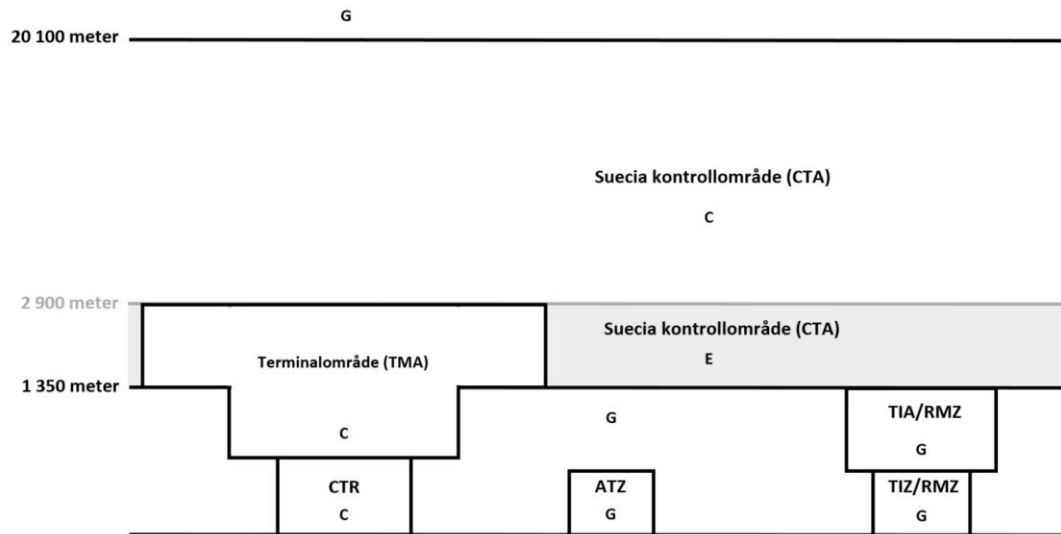 G
20 100 meter
Suecia kontrollområde (CTA)
C
2 900 meter
Suecia kontrollområde (CTA)
E
Terminalområde (TMA)
1 350 meter
C
G
TIA/RMZ
G
CTR
C
ATZ
G
TIZ/RMZ
G